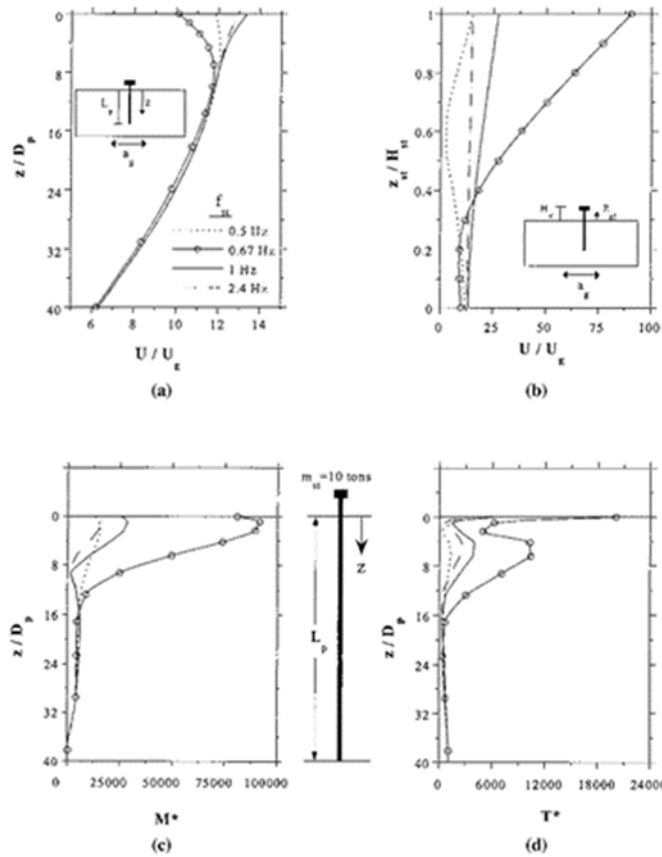 0
8
16
24
32
40
z / D_p
L_p
z
a_g
f_st
0.5 Hz
0.67 Hz
1 Hz
2.4 Hz
6 8 10 12 14
U / U_g
(a)
1
0.8
0.6
0.4
0.2
0
z_st / H_st
H_st
z_st
a_g
0 25 50 75 100
U / U_g
(b)
0
8
16
24
32
40
z / D_p
0 25000 50000 75000 100000
M*
(c)
m_st=10 tons
z
L_p
0
8
16
24
32
40
z / D_p
0 6000 12000 18000 24000
T*
(d)